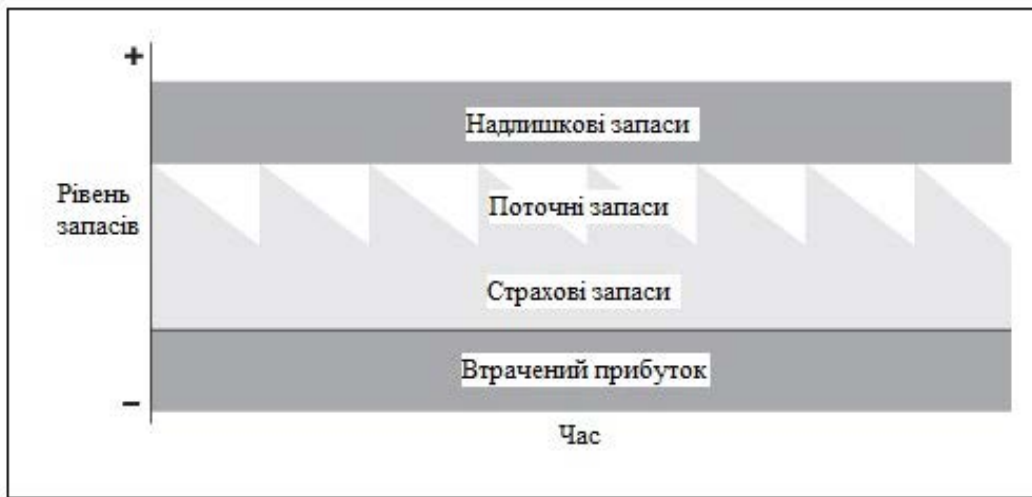 +
Надлишкові запаси
Рівень
запасів
Поточні запаси
Страхові запаси
Втрачений прибуток
–
Час